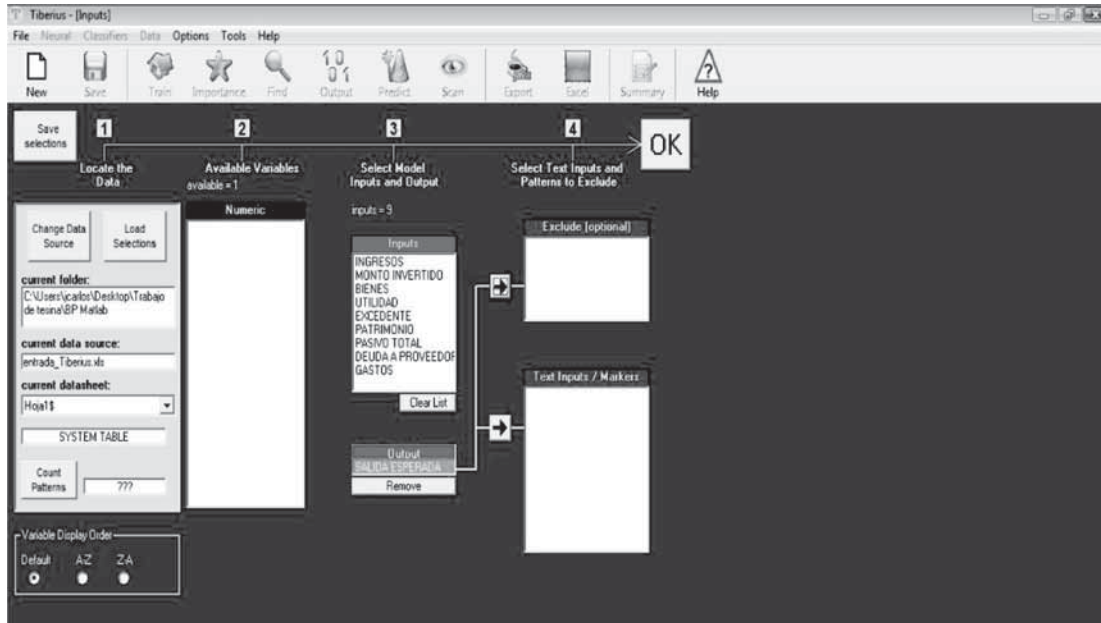 Tiberius - [Inputs]
File Neural Classifiers Data Options Tools Help
New Save Train Importance Find Output Predict Scan Export Excel Summary Help
Save selections
1 2 3 4
OK
Locate the Data
Available Variables
available = 1
Select Model Inputs and Output
inputs = 9
Select Text Inputs and Patterns to Exclude
Change Data Source
Load Selections
current folder:
C:\Users\jcarlos\Desktop\Trabajo
de tesina\BP Matlab
current data source:
entrada_Tiberius.xls
current datasheet:
Hoja1$
SYSTEM TABLE
Count Patterns
???
Variable Display Order
Default AZ ZA
Numeric
Inputs
INGRESOS
MONTO INVERTIDO
BIENES
UTILIDAD
EXCEDENTE
PATRIMONIO
PASIVO TOTAL
DEUDA A PROVEEDOR
GASTOS
Clear List
Output
SALIDA ESPERADA
Remove
Exclude (optional)
Text Inputs / Markers